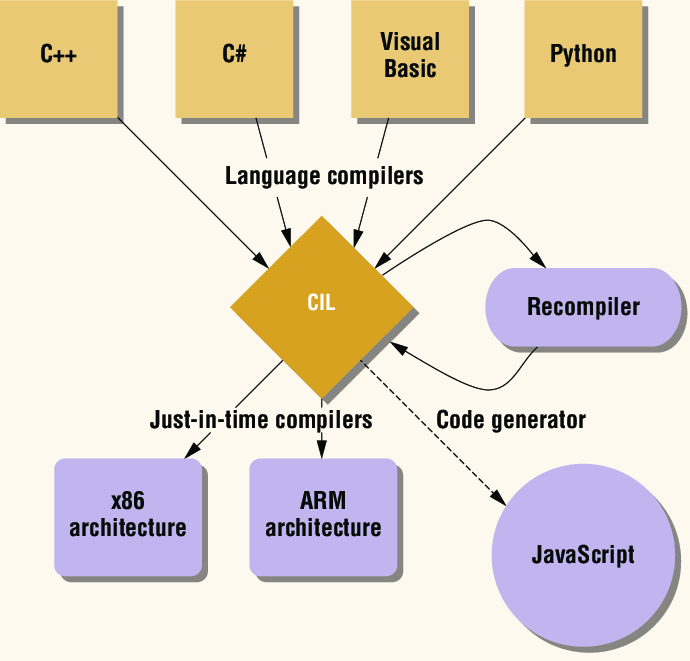 C++
C#
Visual
Basic
Python
Language compilers
CIL
Recompiler
Just-in-time compilers
Code generator
x86
architecture
ARM
architecture
JavaScript